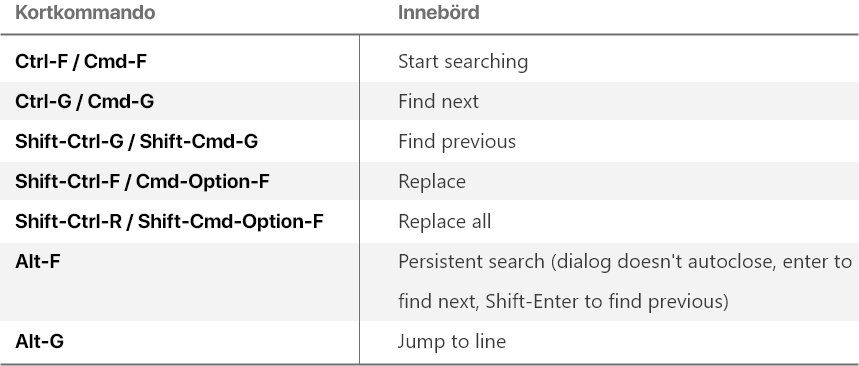 Kortkommando Innebörd
Ctrl-F / Cmd-F Start searching
Ctrl-G / Cmd-G Find next
Shift-Ctrl-G / Shift-Cmd-G Find previous
Shift-Ctrl-F / Cmd-Option-F Replace
Shift-Ctrl-R / Shift-Cmd-Option-F Replace all
Alt-F Persistent search (dialog doesn't autoclose, enter to
find next, Shift-Enter to find previous)
Alt-G Jump to line